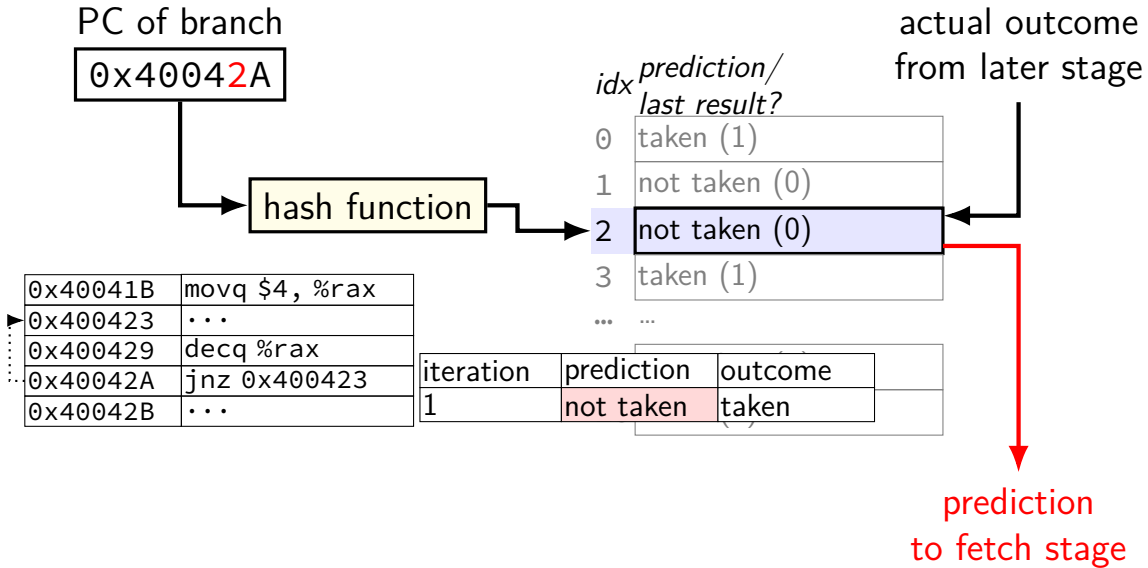 PC of branch
0x40042A
hash function
idx prediction/
last result?
0 taken (1)
1 not taken (0)
2 not taken (0)
3 taken (1)
… …
actual outcome
from later stage
0x40041B movq $4, %rax
0x400423 ···
0x400429 decq %rax
0x40042A jnz 0x400423
0x40042B ···
iteration prediction outcome
1 not taken taken
prediction
to fetch stage